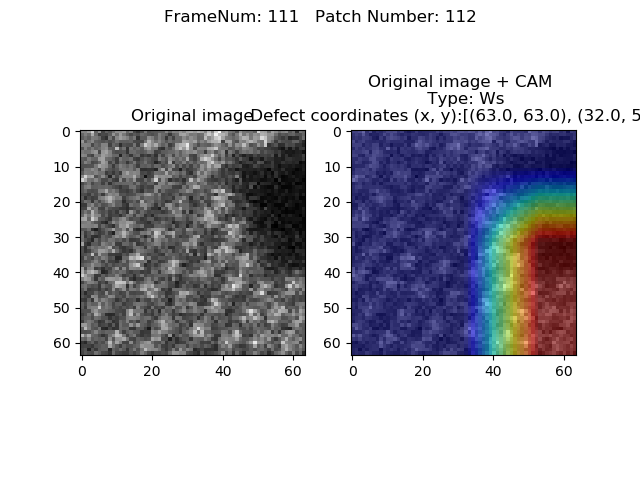 FrameNum: 111   Patch Number: 112
Original image + CAM
Type: Ws
Original image
Defect coordinates (x, y):[(63.0, 63.0), (32.0, 5
0
10
20
30
40
50
60
0 20 40 60
0
10
20
30
40
50
60
0 20 40 60